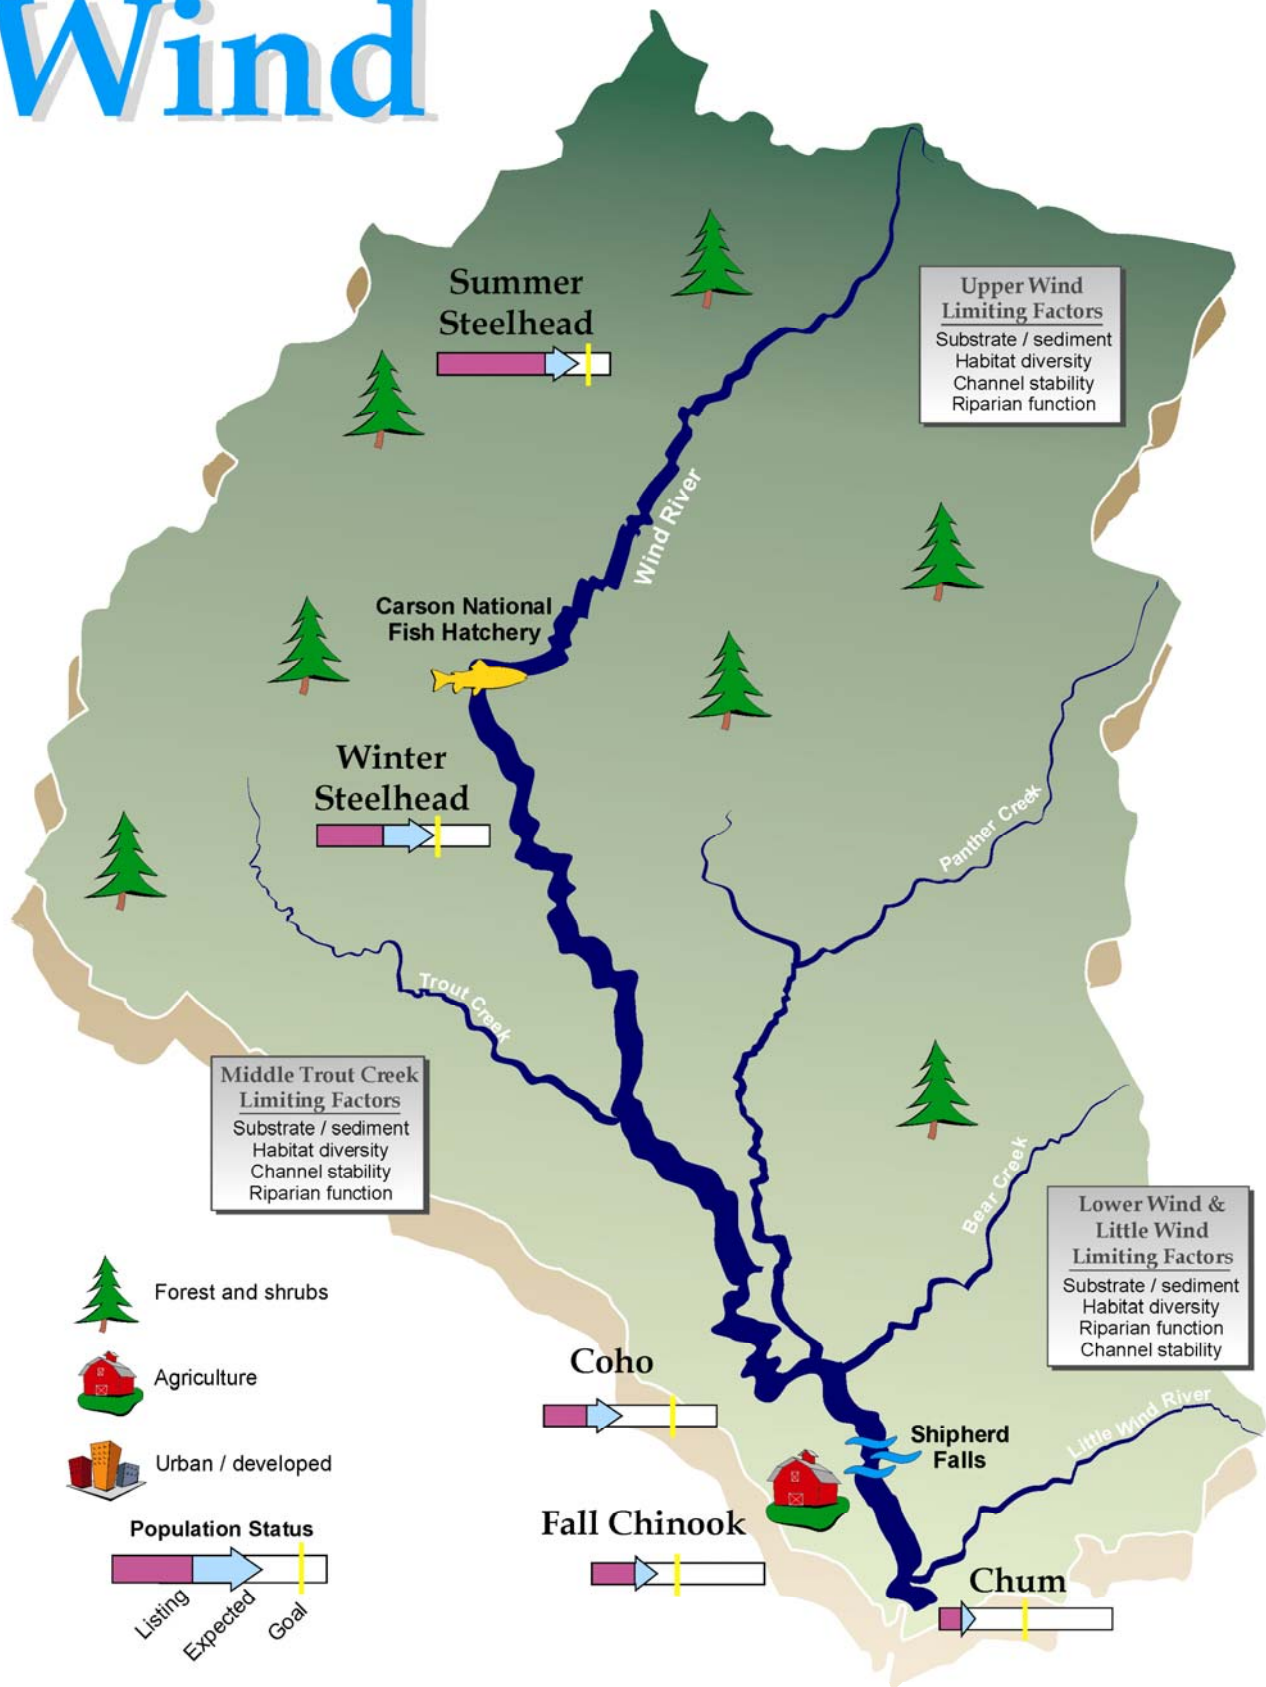 Wind
Summer
Steelhead
Upper Wind
Limiting Factors
Substrate / sediment
Habitat diversity
Channel stability
Riparian function
Wind River
Carson National
Fish Hatchery
Winter
Steelhead
Panther Creek
Trout Creek
Middle Trout Creek
Limiting Factors
Substrate / sediment
Habitat diversity
Channel stability
Riparian function
Bear Creek
Lower Wind &
Little Wind
Limiting Factors
Substrate / sediment
Habitat diversity
Riparian function
Channel stability
Forest and shrubs
Agriculture
Urban / developed
Coho
Little Wind River
Shipherd
Falls
Fall Chinook
Chum
Population Status
Listing
Expected
Goal